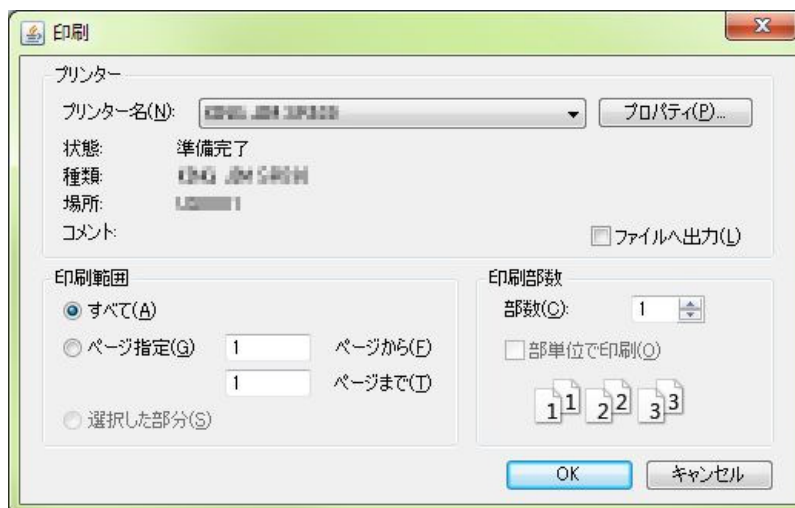 印刷
プリンター
プリンター名(N): プロパティ(P)...
状態: 準備完了
種類:
場所:
コメント:
ファイルへ出力(L)
印刷範囲
すべて(A)
ページ指定(G) 1 ページから(F)
1 ページまで(T)
選択した部分(S)
印刷部数
部数(C): 1
部単位で印刷(O)
1 1 2 2 3 3
OK キャンセル